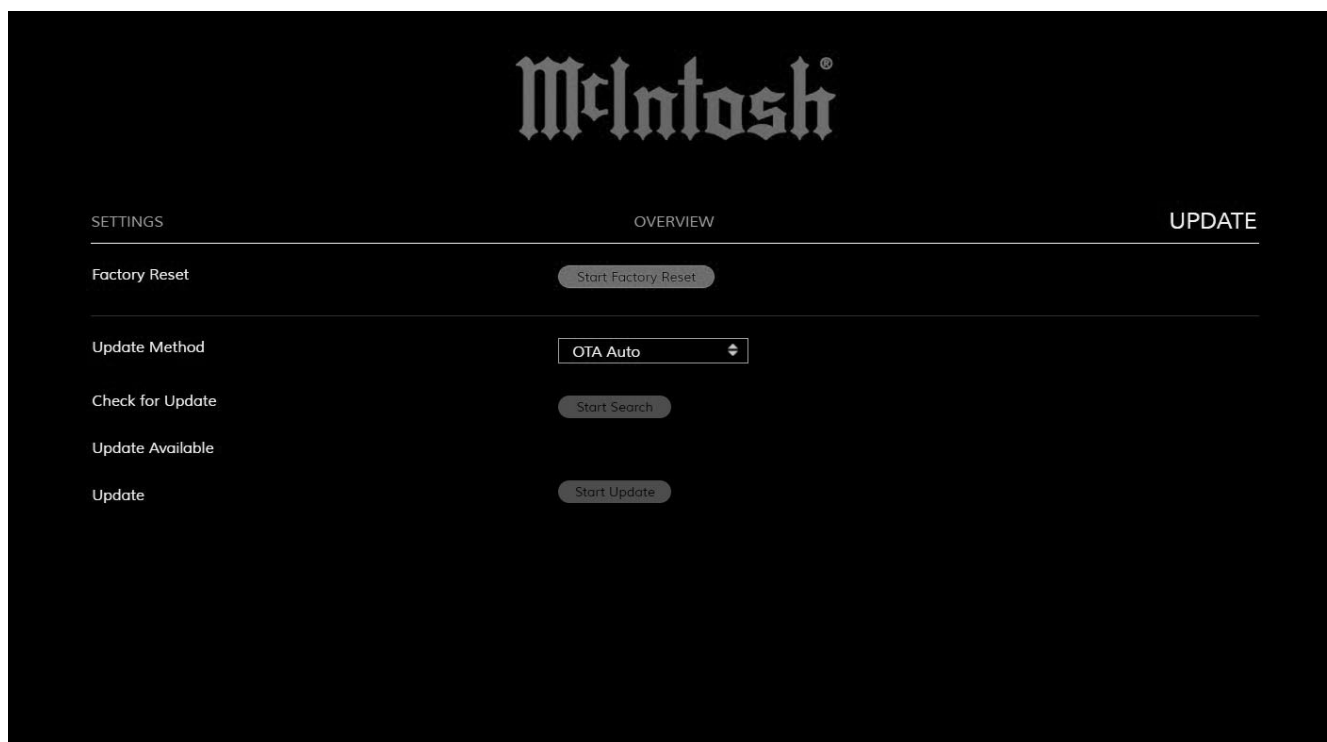 McIntosh®
SETTINGS OVERVIEW UPDATE
Factory Reset Start Factory Reset
Update Method OTA Auto
Check for Update Start Search
Update Available
Update Start Update